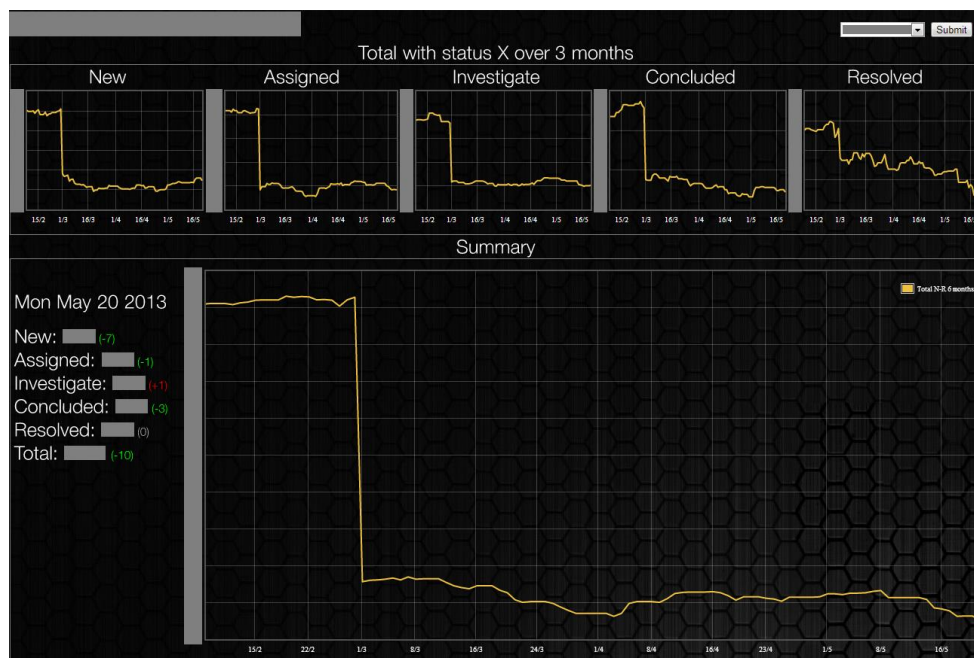 Submit
Total with status X over 3 months
New Assigned Investigate Concluded Resolved
15/2 1/3 16/3 1/4 16/4 1/5 16/5 15/2 1/3 16/3 1/4 16/4 1/5 16/5 15/2 1/3 16/3 1/4 16/4 1/5 16/5 15/2 1/3 16/3 1/4 16/4 1/5 16/5 15/2 1/3 16/3 1/4 16/4 1/5
Summary
Total N-R 6 months
Mon May 20 2013
New: (-7)
Assigned: (-1)
Investigate: (+1)
Concluded: (-3)
Resolved: (0)
Total: (-10)
15/2 22/2 1/3 8/3 16/3 24/3 1/4 8/4 16/4 23/4 1/5 8/5 16/5